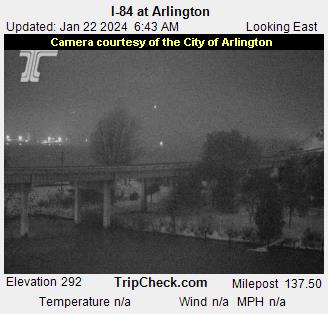 I-84 at Arlington
Updated: Jan 22 2024 6:43 AM Looking East
Camera courtesy of the City of Arlington
Elevation 292 TripCheck.com Milepost 137.50
Temperature n/a Wind n/a MPH n/a